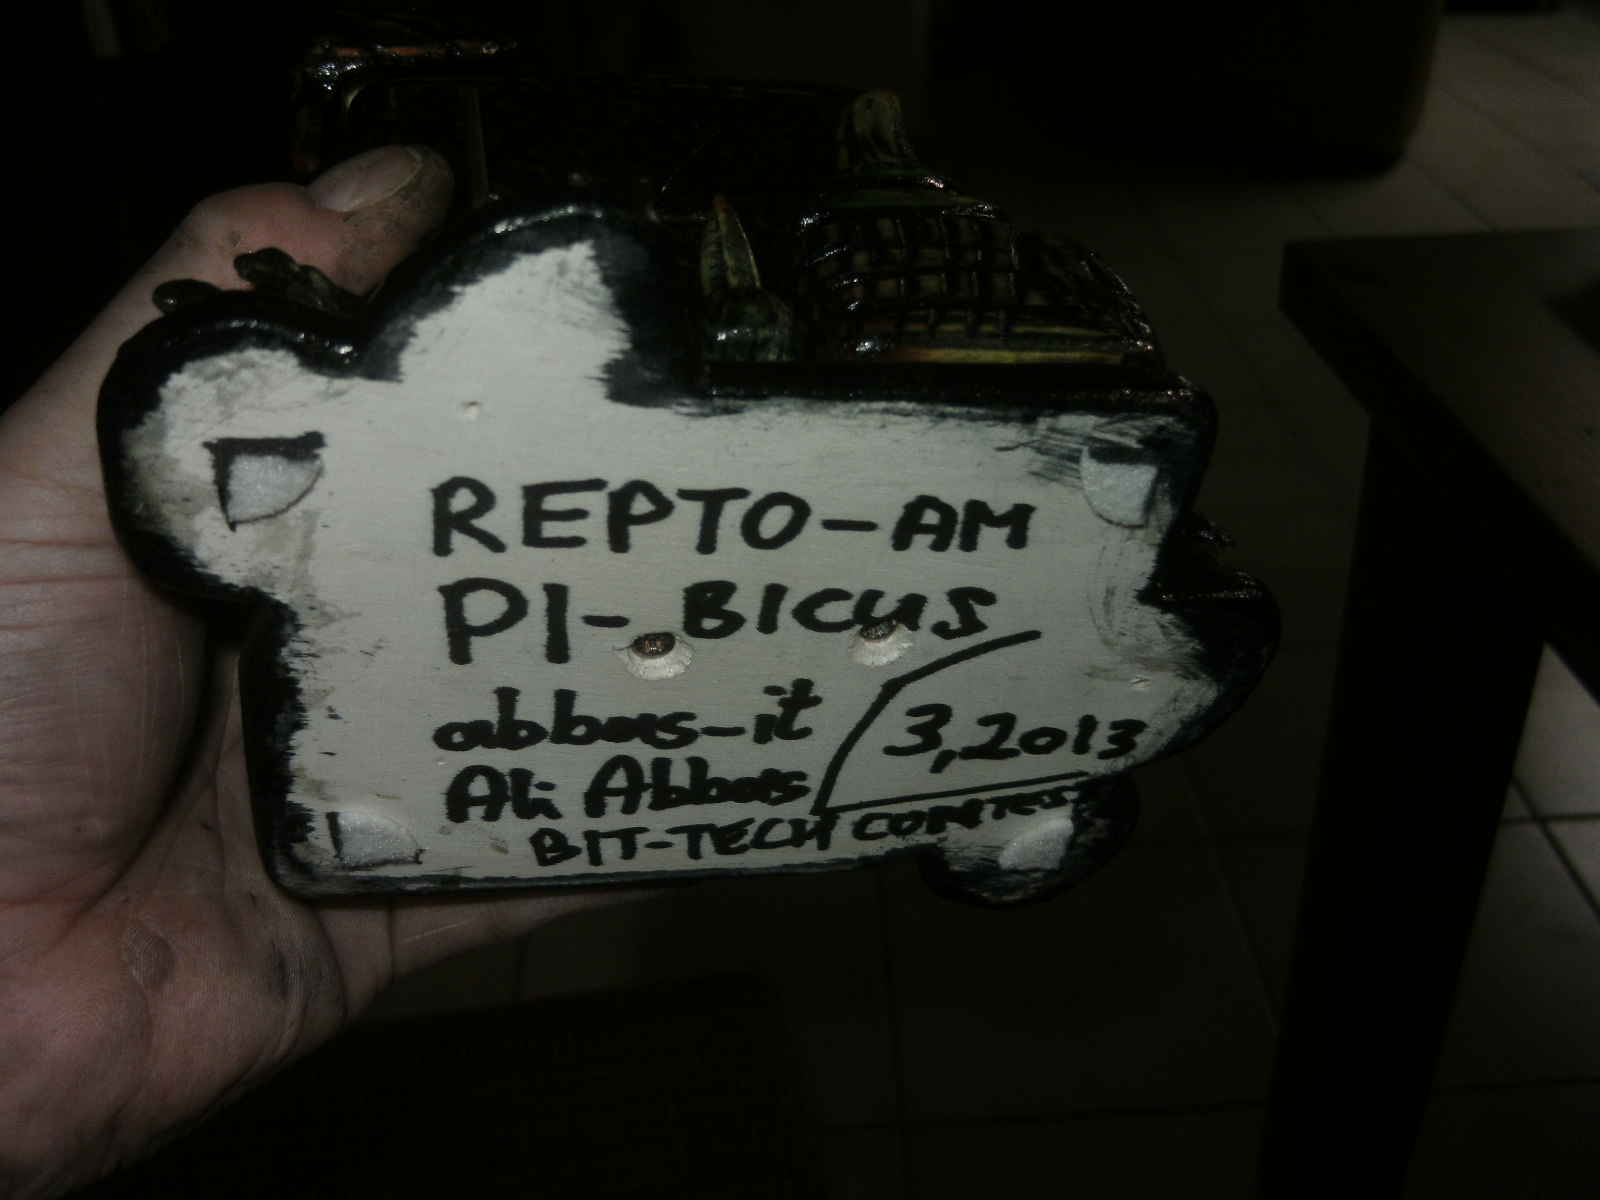 REPTO-AM
PI-BICUS
abbas-it
Ali Abbas
3,2013
BIT-TECH CONTEST